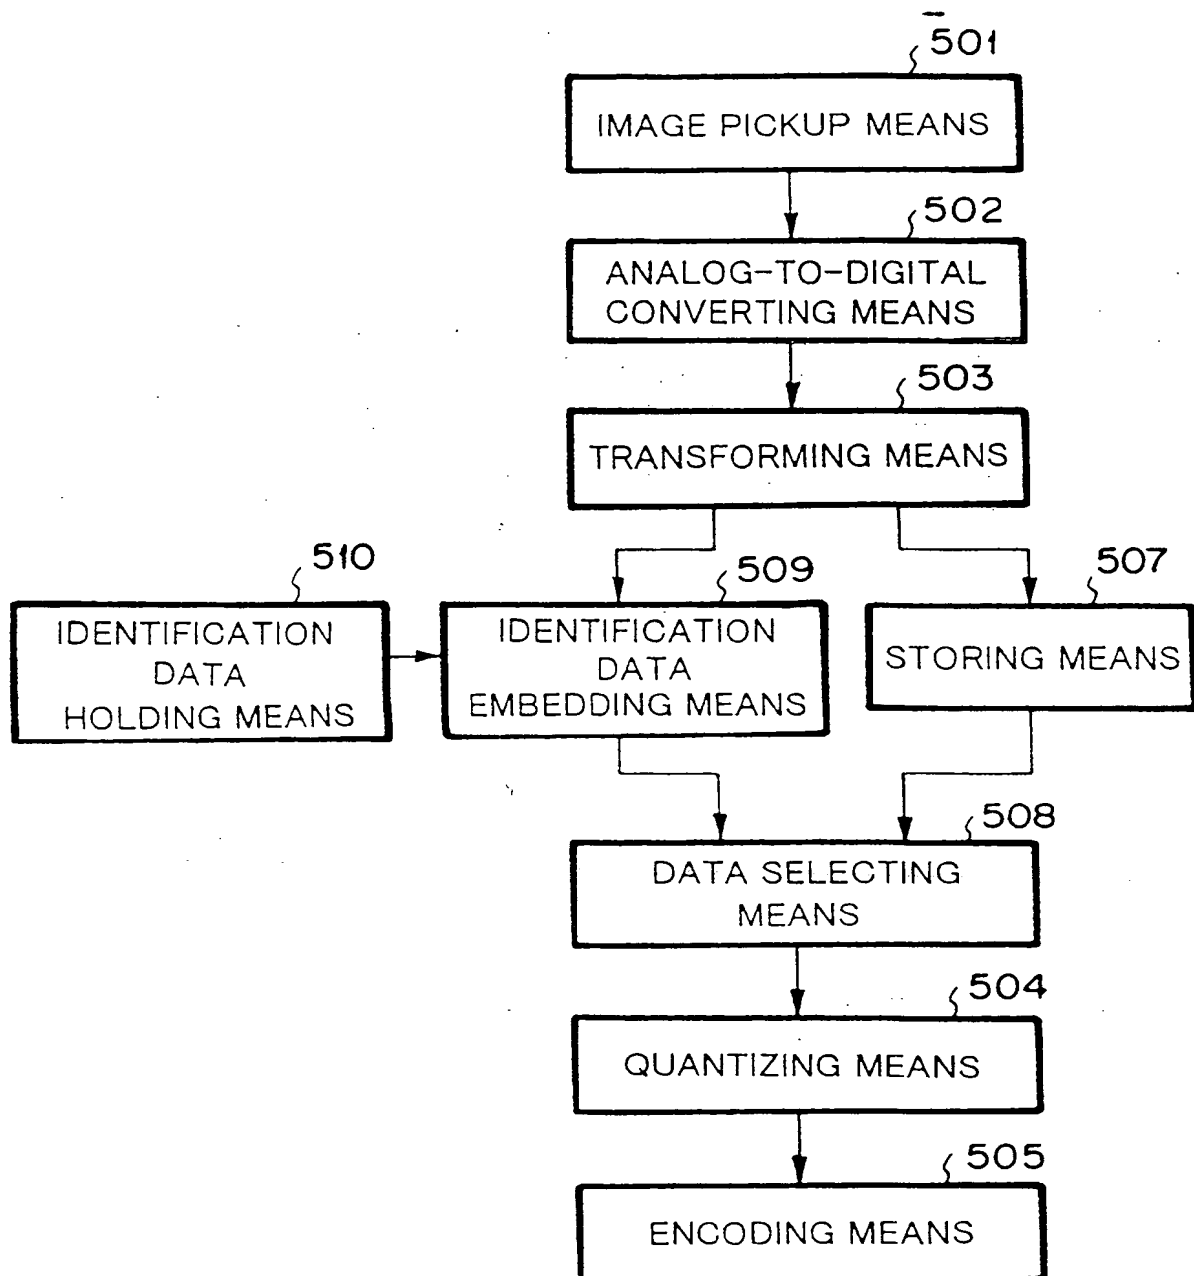 501
IMAGE PICKUP MEANS
502
ANALOG-TO-DIGITAL
CONVERTING MEANS
503
TRANSFORMING MEANS
510
IDENTIFICATION
DATA
HOLDING MEANS
509
IDENTIFICATION
DATA
EMBEDDING MEANS
507
STORING MEANS
508
DATA SELECTING
MEANS
504
QUANTIZING MEANS
505
ENCODING MEANS